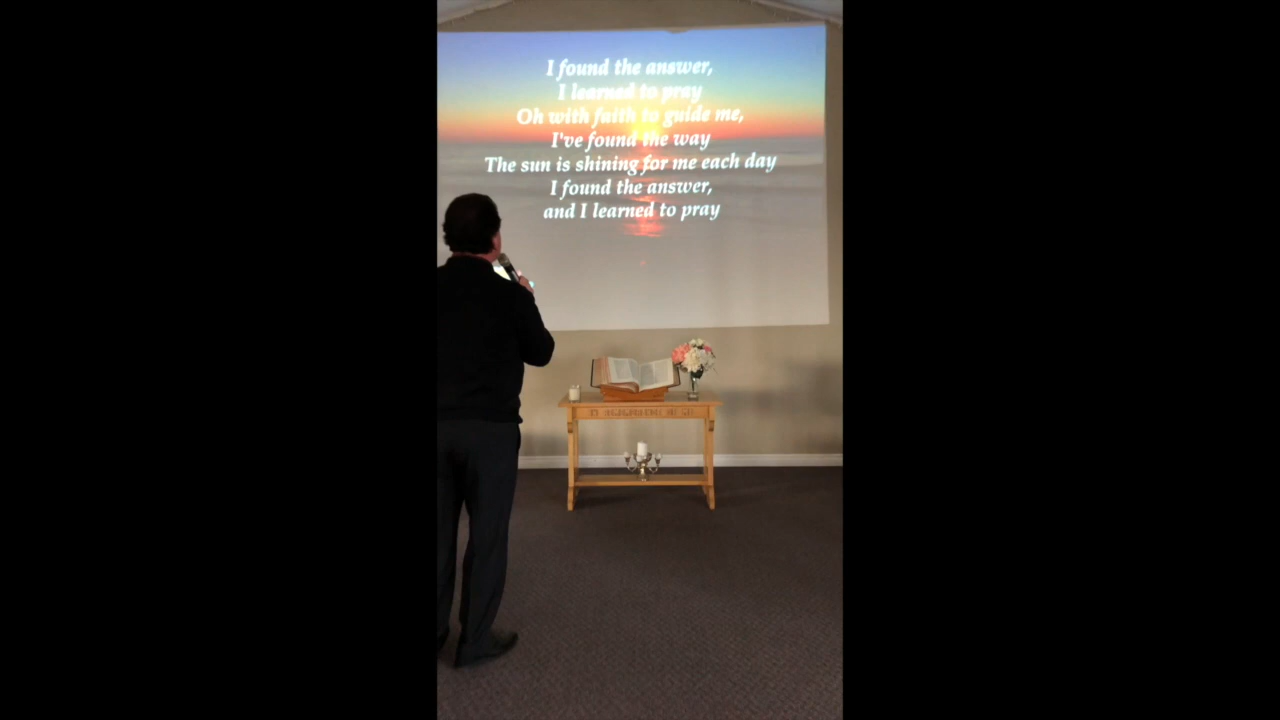 I found the answer,
I learned to pray
Oh with faith to guide me,
I've found the way
The sun is shining for me each day
I found the answer,
and I learned to pray